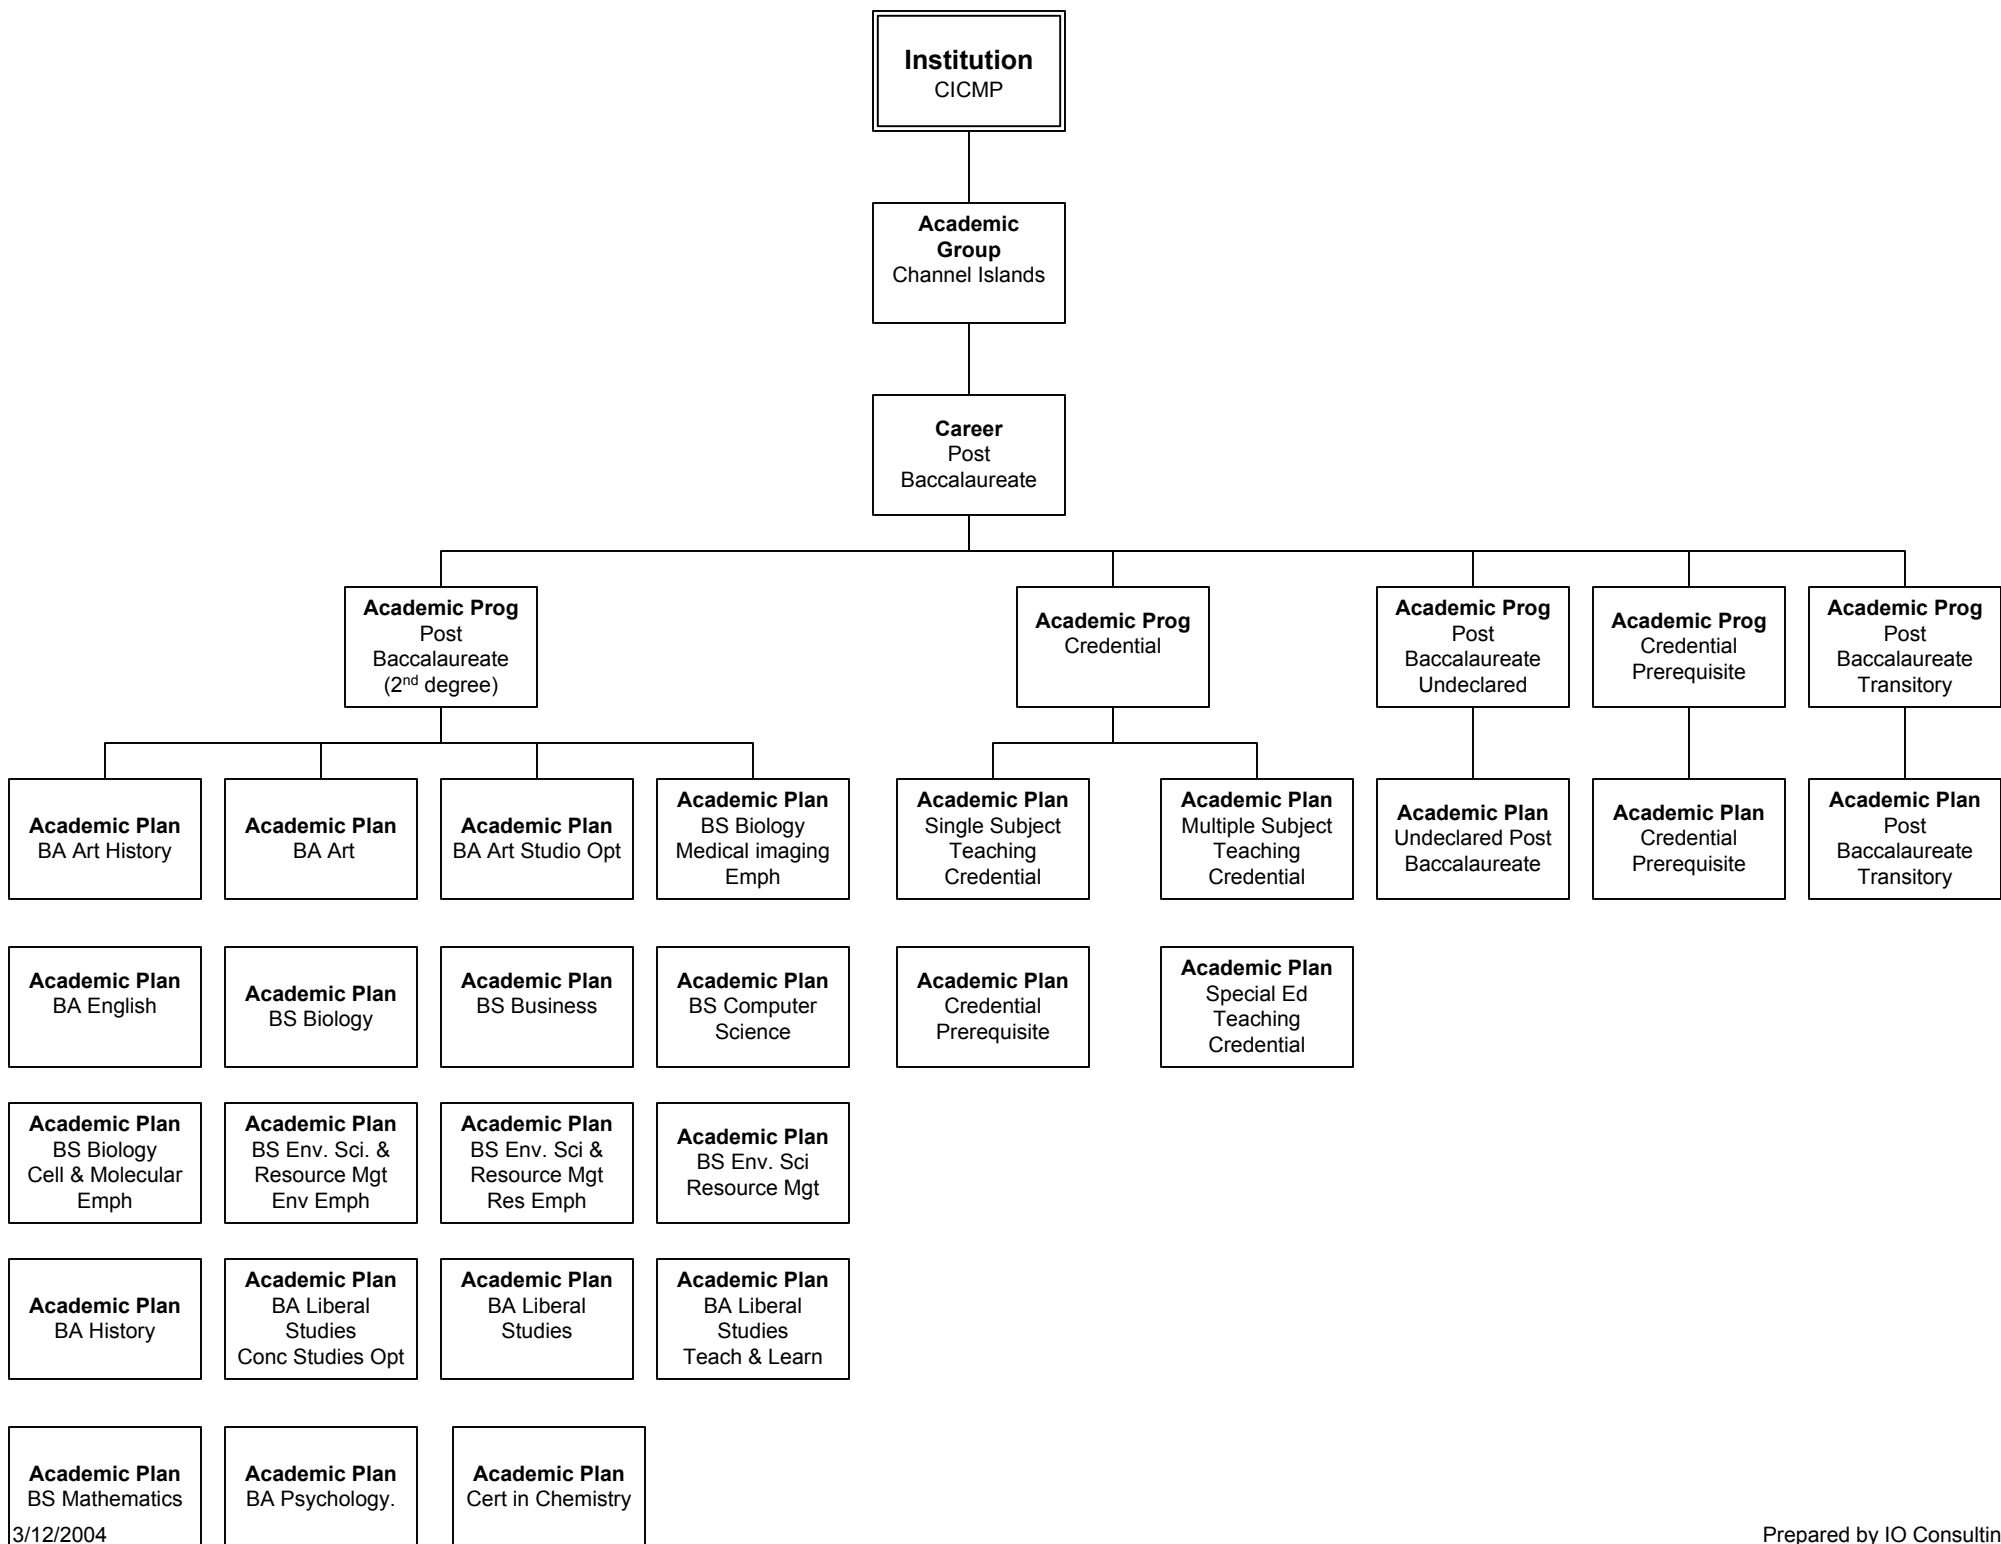 Institution
CICMP
Academic
Group
Channel Islands
Career
Post
Baccalaureate
Academic Prog
Post
Baccalaureate
(2nd degree)
Academic Prog
Credential
Academic Prog
Post
Baccalaureate
Undeclared
Academic Prog
Credential
Prerequisite
Academic Prog
Post
Baccalaureate
Transitory
Academic Plan
BA Art History
Academic Plan
BA Art
Academic Plan
BA Art Studio Opt
Academic Plan
BS Biology
Medical imaging
Emph
Academic Plan
Single Subject
Teaching
Credential
Academic Plan
Multiple Subject
Teaching
Credential
Academic Plan
Undeclared Post
Baccalaureate
Academic Plan
Credential
Prerequisite
Academic Plan
Post
Baccalaureate
Transitory
Academic Plan
BA English
Academic Plan
BS Biology
Academic Plan
BS Business
Academic Plan
BS Computer
Science
Academic Plan
Credential
Prerequisite
Academic Plan
Special Ed
Teaching
Credential
Academic Plan
BS Biology
Cell & Molecular
Emph
Academic Plan
BS Env. Sci. &
Resource Mgt
Env Emph
Academic Plan
BS Env. Sci &
Resource Mgt
Res Emph
Academic Plan
BS Env. Sci
Resource Mgt
Academic Plan
BA History
Academic Plan
BA Liberal
Studies
Conc Studies Opt
Academic Plan
BA Liberal
Studies
Academic Plan
BA Liberal
Studies
Teach & Learn
Academic Plan
BS Mathematics
Academic Plan
BA Psychology.
Academic Plan
Cert in Chemistry
3/12/2004
Prepared by IO Consultin